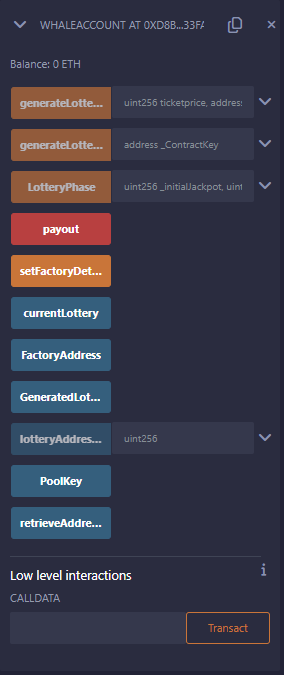 WHALEACCOUNT AT 0XD8B...33FA
Balance: 0 ETH
generateLotte... uint256 ticketprice, address
generateLotte... address _ContractKey
LotteryPhase uint256 _initialJackpot, uint
payout
setFactoryDet...
currentLottery
FactoryAddress
GeneratedLot...
lotteryAddres... uint256
PoolKey
retrieveAddre...
Low level interactions
CALLDATA
Transact